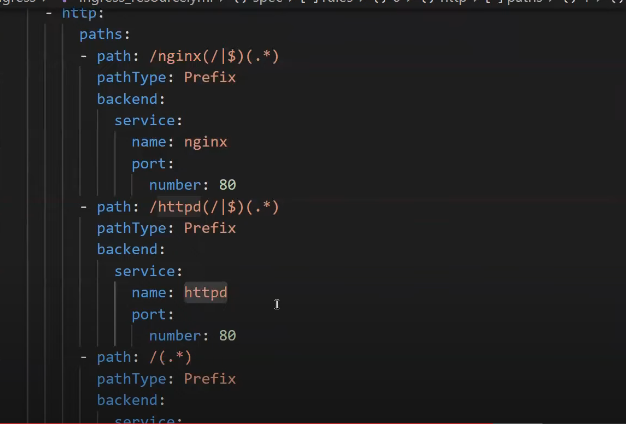 - http:
paths:
- path: /nginx(/|$)(.*)
pathType: Prefix
backend:
service:
name: nginx
port:
number: 80
- path: /httpd(/|$)(.*)
pathType: Prefix
backend:
service:
name: httpd
port:
number: 80
- path: /(.*)
pathType: Prefix
backend:
service: